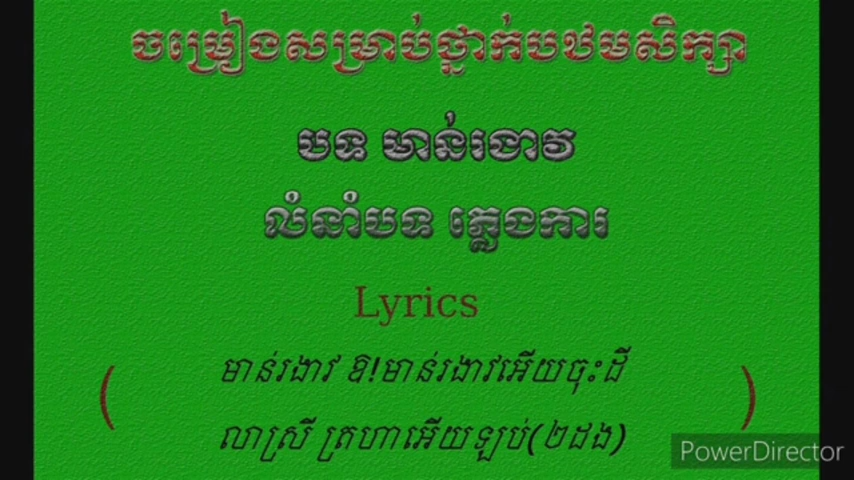 ចម្រៀងសម្រាប់ថ្នាក់បឋមសិក្សា
បទ មាន់រងាវ
លំនាំបទ ភ្លេងការ
Lyrics
(មាន់រងាវ ឱ!មាន់រងាវអើយចុះដី
លាស្រី ត្រហាអើយឡប់(២ដង) )
PowerDirector